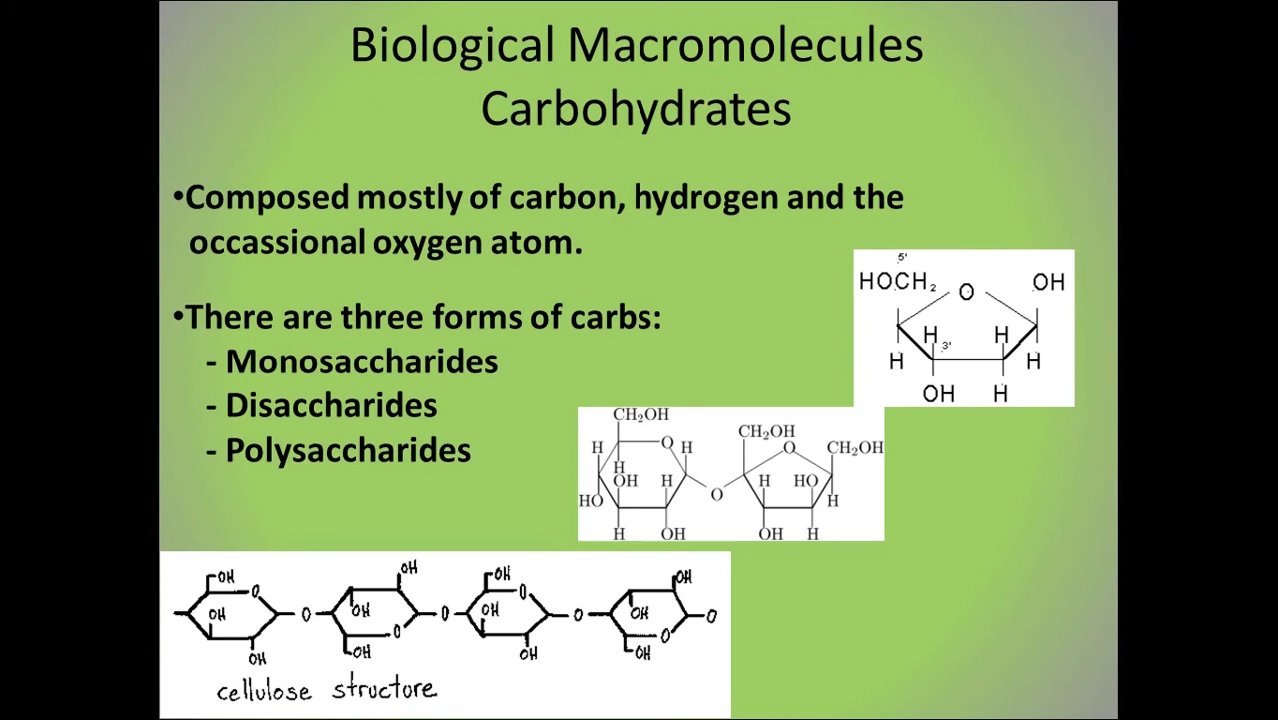 Biological Macromolecules
Carbohydrates
•Composed mostly of carbon, hydrogen and the
occassional oxygen atom.
•There are three forms of carbs:
- Monosaccharides
- Disaccharides
- Polysaccharides
5'
HOCH₂ O OH
H H
3'
H H
OH H
CH₂OH
CH₂OH
H O H O CH₂OH
H
OH H H HO
HO O H
H OH OH H
OH OH OH OH
O
OH O OH O OH O OH O
O O
OH OH OH OH
cellulose structure